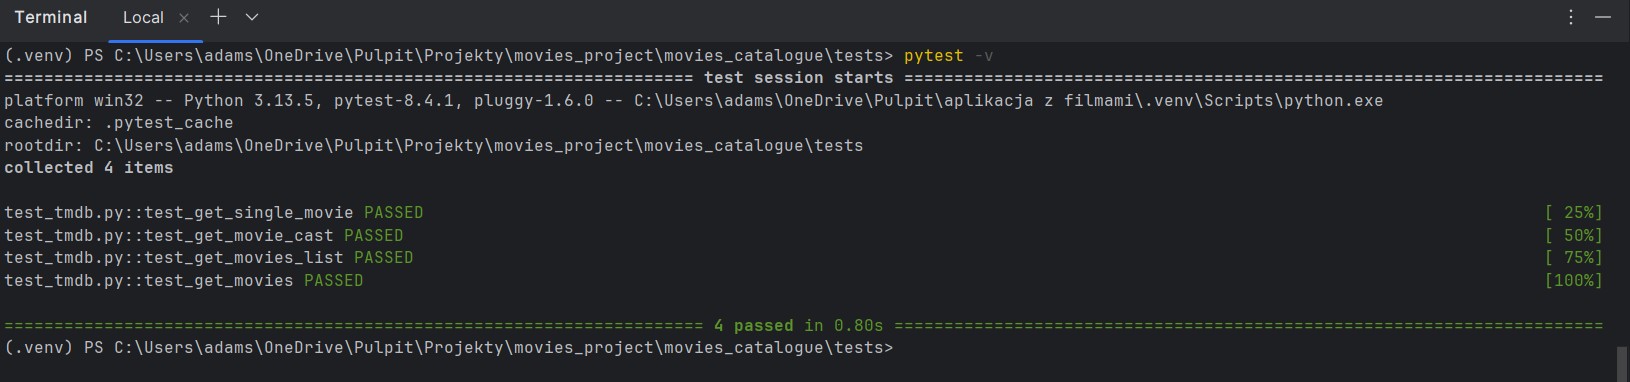 Terminal Local × + ⌄ ⋮ —
(.venv) PS C:\Users\adams\OneDrive\Pulpit\Projekty\movies_project\movies_catalogue\tests> pytest -v
===================================================================== test session starts ======================================================================
platform win32 -- Python 3.13.5, pytest-8.4.1, pluggy-1.6.0 -- C:\Users\adams\OneDrive\Pulpit\aplikacja z filmami\.venv\Scripts\python.exe
cachedir: .pytest_cache
rootdir: C:\Users\adams\OneDrive\Pulpit\Projekty\movies_project\movies_catalogue\tests
collected 4 items
test_tmdb.py::test_get_single_movie PASSED [ 25%]
test_tmdb.py::test_get_movie_cast PASSED [ 50%]
test_tmdb.py::test_get_movies_list PASSED [ 75%]
test_tmdb.py::test_get_movies PASSED [100%]
====================================================================== 4 passed in 0.80s =======================================================================
(.venv) PS C:\Users\adams\OneDrive\Pulpit\Projekty\movies_project\movies_catalogue\tests>